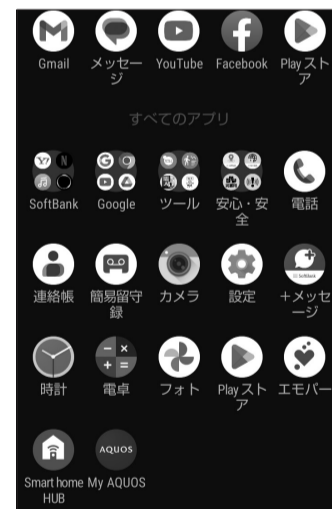 Gmail メッセー YouTube Facebook Play スト
ジ ア
すべてのアプリ
SoftBank Google ツール 安心・安
全 電話
連絡帳 簡易留守 カメラ 設定 +メッセ
録 ージ
時計 電卓 フォト Play スト エモパー
ア
AQUOS
Smart home My AQUOS
HUB